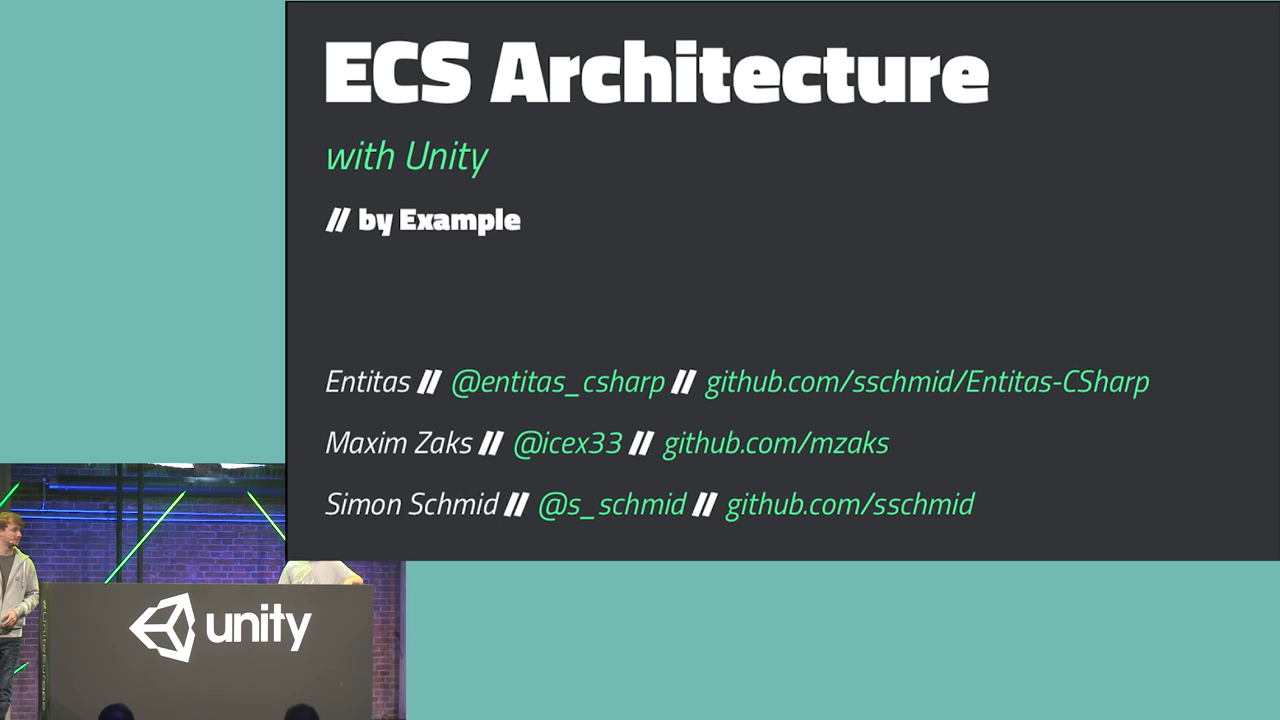 ECS Architecture
with Unity
// by Example
Entitas // @entitas_csharp // github.com/sschmid/Entitas-CSharp
Maxim Zaks // @icex33 // github.com/mzaks
Simon Schmid // @s_schmid // github.com/sschmid
unity